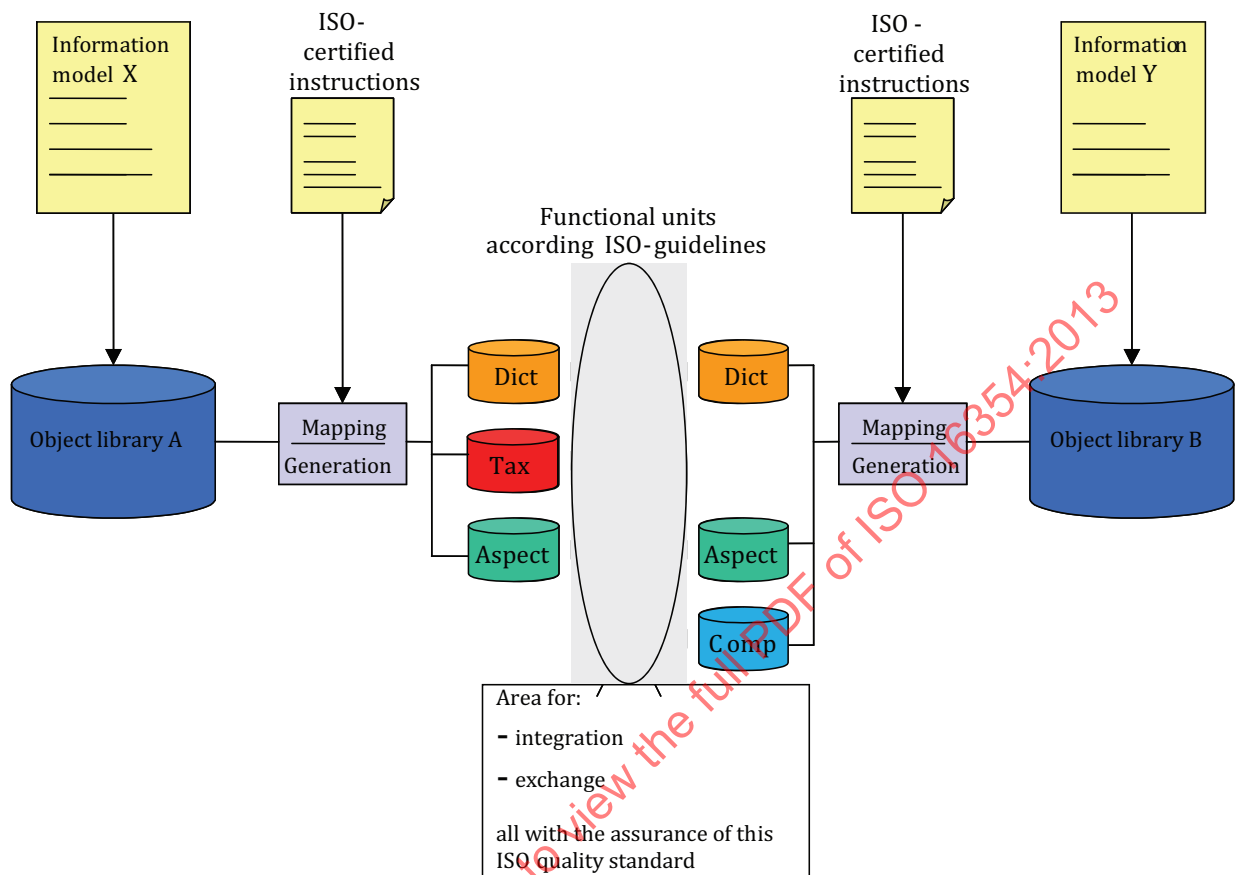 Information
model X
ISO-
certified
instructions
ISO -
certified
instructions
Information
model Y
Functional units
according ISO-guidelines
Dict
Tax
Aspect
Dict
Aspect
Comp
Object library A
Mapping
Generation
Mapping
Generation
Object library B
Area for:
- integration
- exchange
all with the assurance of this
ISO quality standard
to view the full PDF of ISO 16354:2013